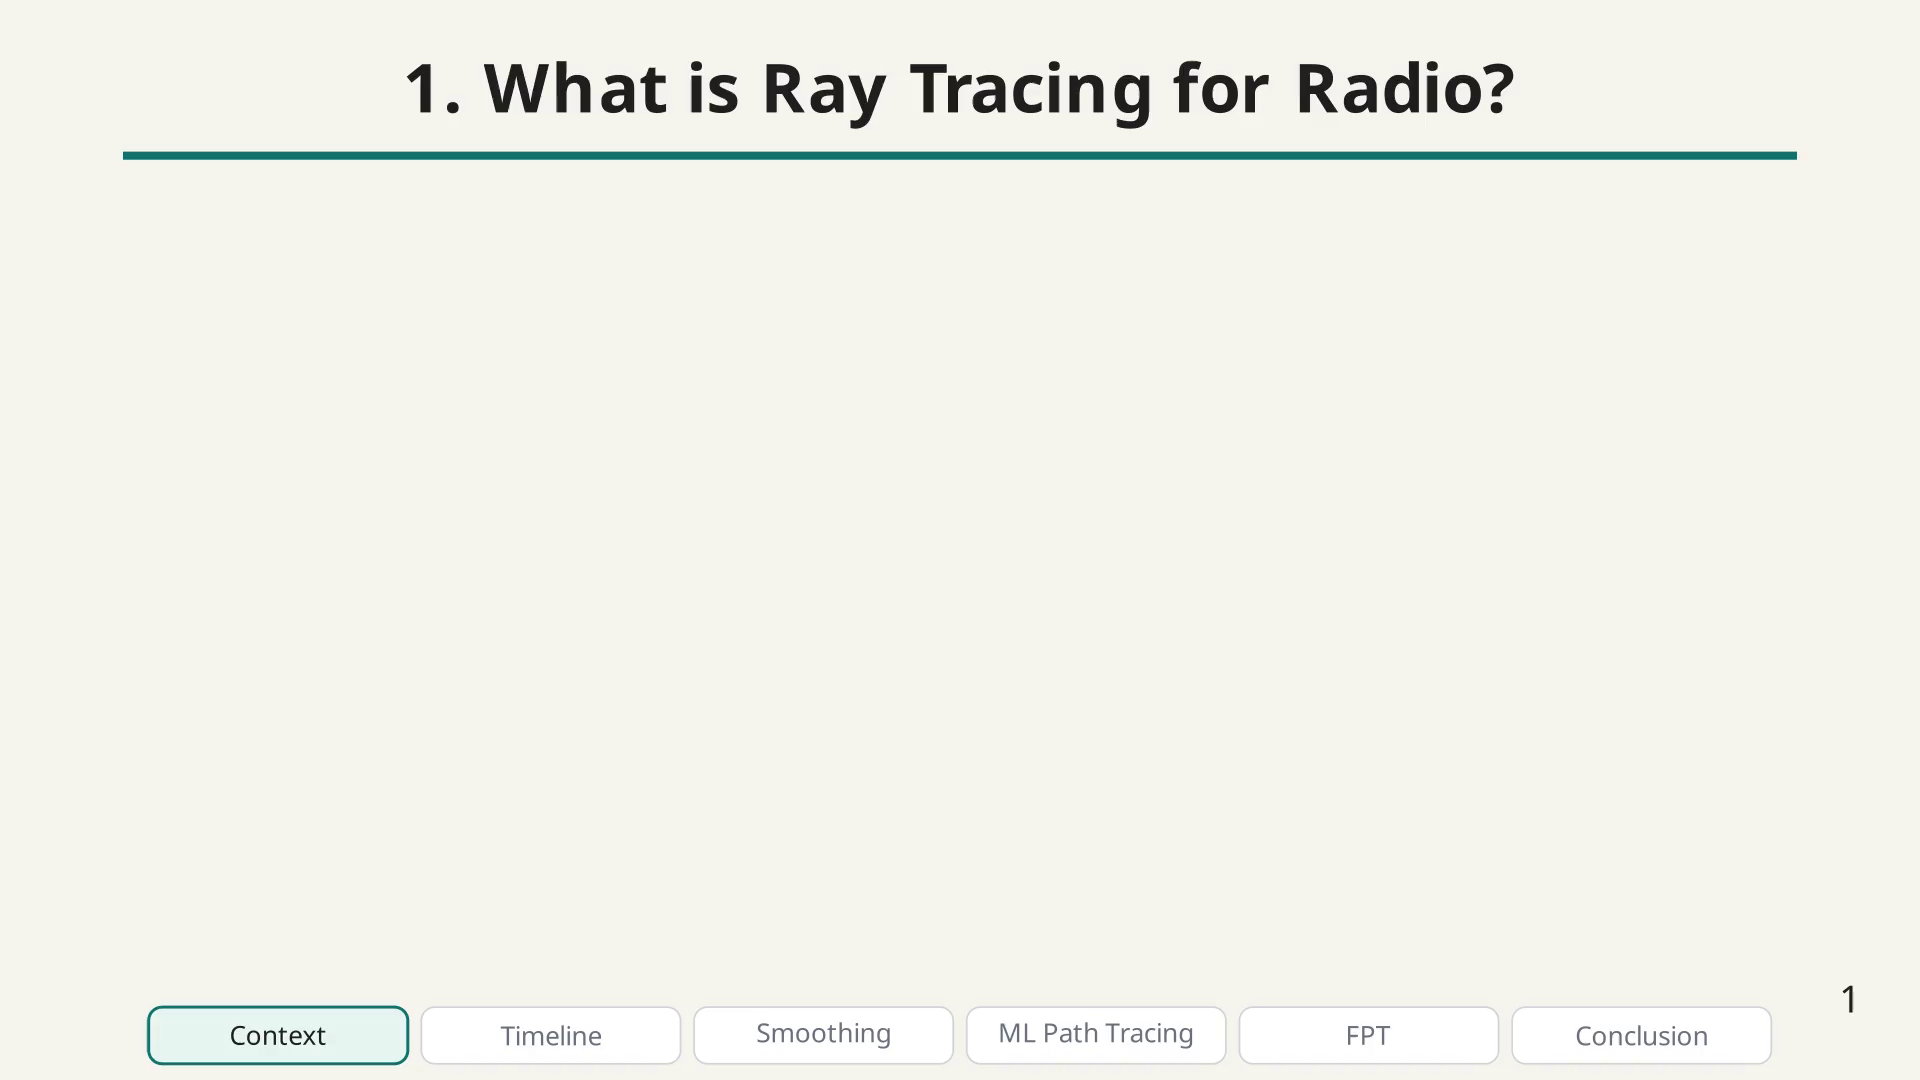 1. What is Ray Tracing for Radio?
1
Context
Timeline
Smoothing
ML Path Tracing
FPT
Conclusion